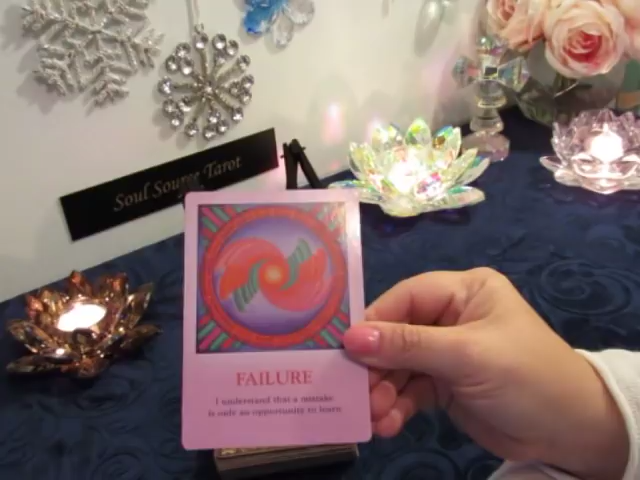 Soul Source Tarot
FAILURE
I understand that a mistake
is only an opportunity to learn